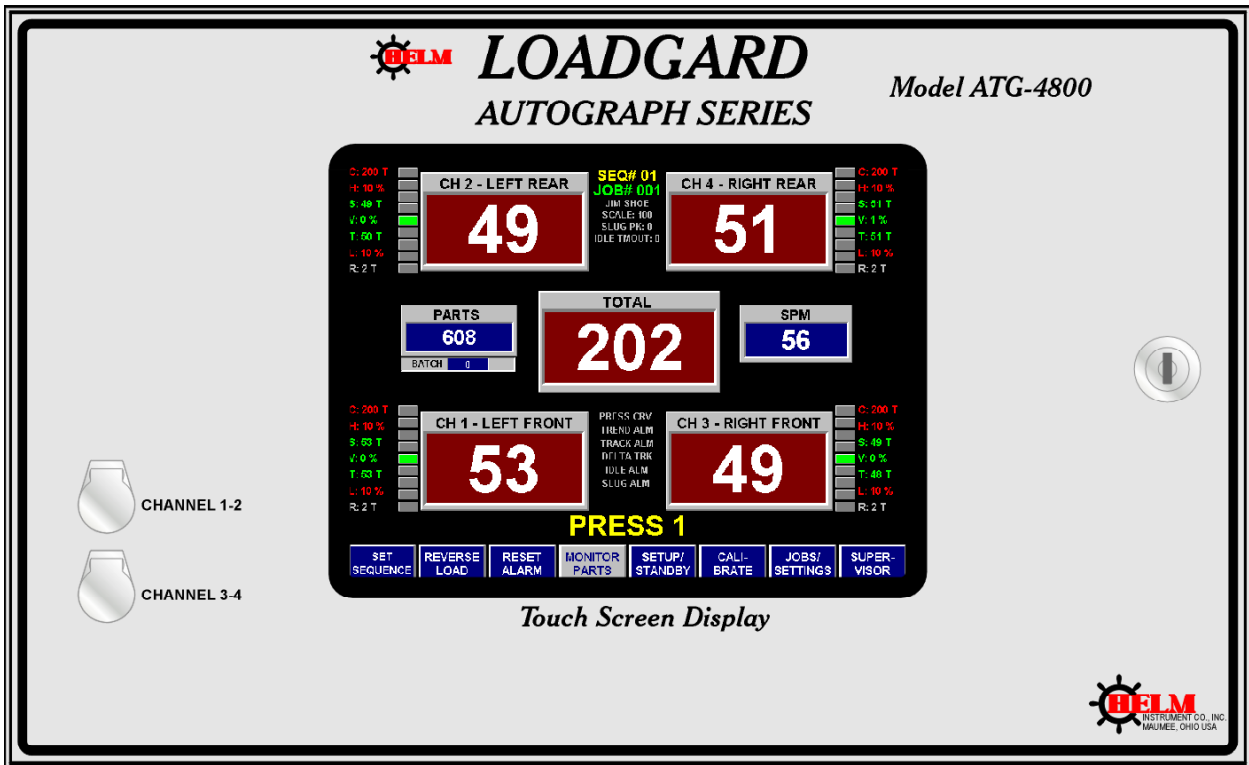 HELM
LOADGARD
Model ATG-4800
AUTOGRAPH SERIES
C: 200 T
H: 10 %
S: 49 T
V: 0 %
T: 50 T
L: 10 %
R: 2 T
CH 2 - LEFT REAR
49
SEQ# 01
JOB# 001
JIM SHOE
SCALE: 100
SLUG PK: 0
IDLE TMOUT: 0
CH 4 - RIGHT REAR
51
C: 200 T
H: 10 %
S: 51 T
V: 1 %
T: 51 T
L: 10 %
R: 2 T
PARTS
608
BATCH 0
TOTAL
202
SPM
56
C: 200 T
H: 10 %
S: 53 T
V: 0 %
T: 53 T
L: 10 %
R: 2 T
CH 1 - LEFT FRONT
53
PRESS CRV
TREND ALM
TRACK ALM
DELTA TRK
IDLE ALM
SLUG ALM
CH 3 - RIGHT FRONT
49
C: 200 T
H: 10 %
S: 49 T
V: 0 %
T: 48 T
L: 10 %
R: 2 T
PRESS 1
SET
SEQUENCE
REVERSE
LOAD
RESET
ALARM
MONITOR
PARTS
SETUP/
STANDBY
CALI-
BRATE
JOBS/
SETTINGS
SUPER-
VISOR
CHANNEL 1-2
CHANNEL 3-4
Touch Screen Display
HELM
INSTRUMENT CO., INC.
MAUMEE, OHIO USA